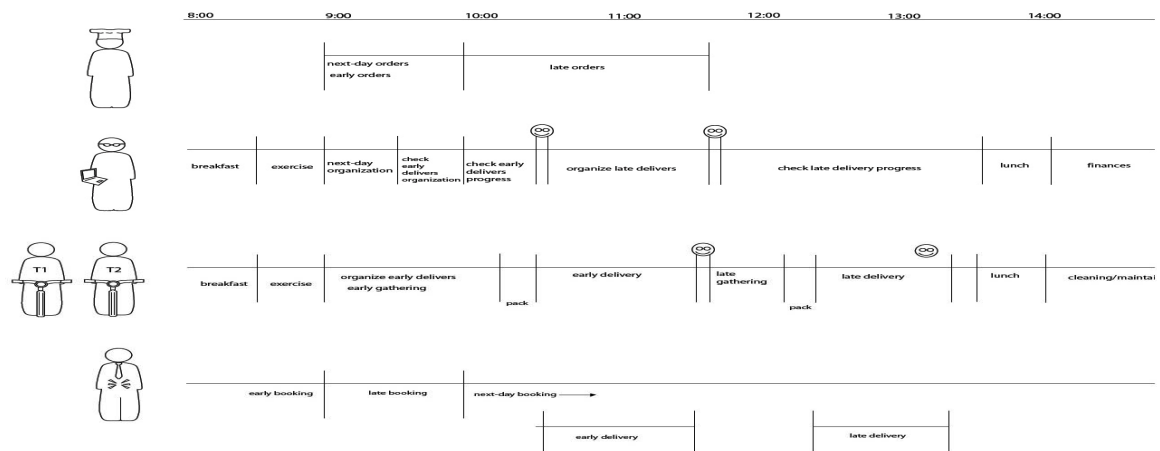 8:00 9:00 10:00 11:00 12:00 13:00 14:00
next-day orders
early orders
late orders
breakfast
exercise
next-day
organization
check
early
delivers
organization
check early
delivers
progress
organize late delivers
check late delivery progress
lunch
finances
T1
T2
breakfast
exercise
organize early delivers
early gathering
pack
early delivery
late
gathering
pack
late delivery
lunch
cleaning/maintai
early booking
late booking
next-day booking
early delivery
late delivery